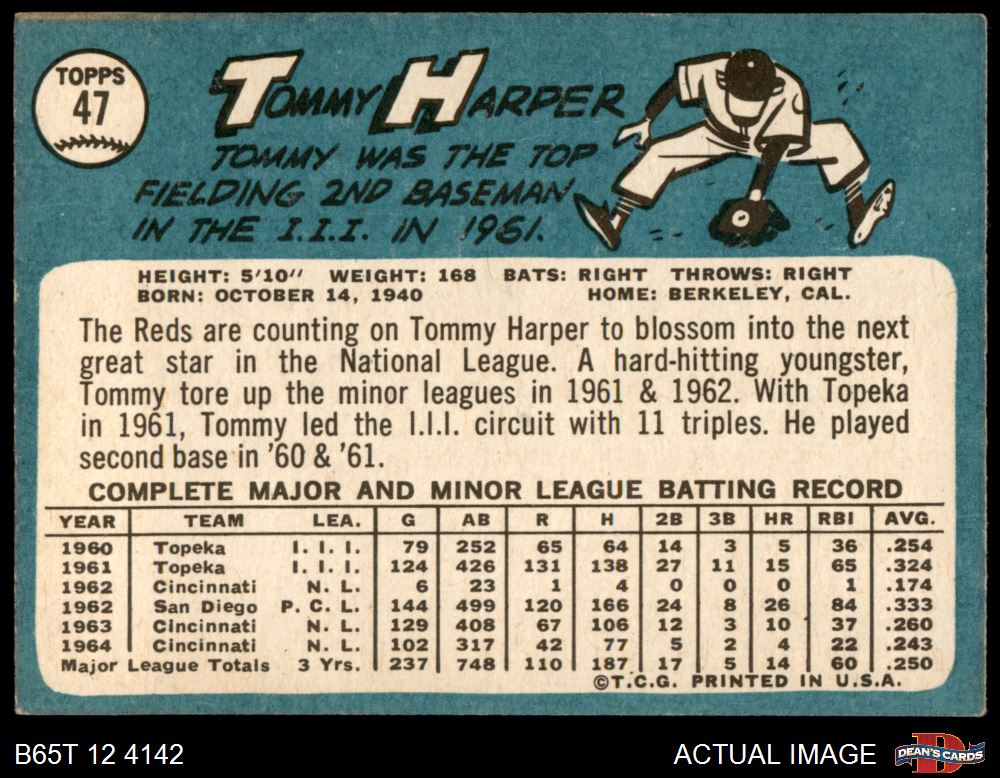 TOPPS
47
TOMMY HARPER
TOMMY WAS THE TOP
FIELDING 2ND BASEMAN
IN THE I.I.I. IN 1961.
HEIGHT: 5'10" WEIGHT: 168 BATS: RIGHT THROWS: RIGHT
BORN: OCTOBER 14, 1940 HOME: BERKELEY, CAL.
The Reds are counting on Tommy Harper to blossom into the next
great star in the National League. A hard-hitting youngster,
Tommy tore up the minor leagues in 1961 & 1962. With Topeka
in 1961, Tommy led the I.I.I. circuit with 11 triples. He played
second base in '60 & '61.
COMPLETE MAJOR AND MINOR LEAGUE BATTING RECORD
YEAR TEAM LEA. G AB R H 2B 3B HR RBI AVG.
1960 Topeka I. I. I. 79 252 65 64 14 3 5 36 .254
1961 Topeka I. I. I. 124 426 131 138 27 11 15 65 .324
1962 Cincinnati N. L. 6 23 1 4 0 0 0 1 .174
1962 San Diego P. C. L. 144 499 120 166 24 8 26 84 .333
1963 Cincinnati N. L. 129 408 67 106 12 3 10 37 .260
1964 Cincinnati N. L. 102 317 42 77 5 2 4 22 .243
Major League Totals 3 Yrs. 237 748 110 187 17 5 14 60 .250
©T.C.G. PRINTED IN U.S.A.
B65T 12 4142 ACTUAL IMAGE DEAN'S CARDS